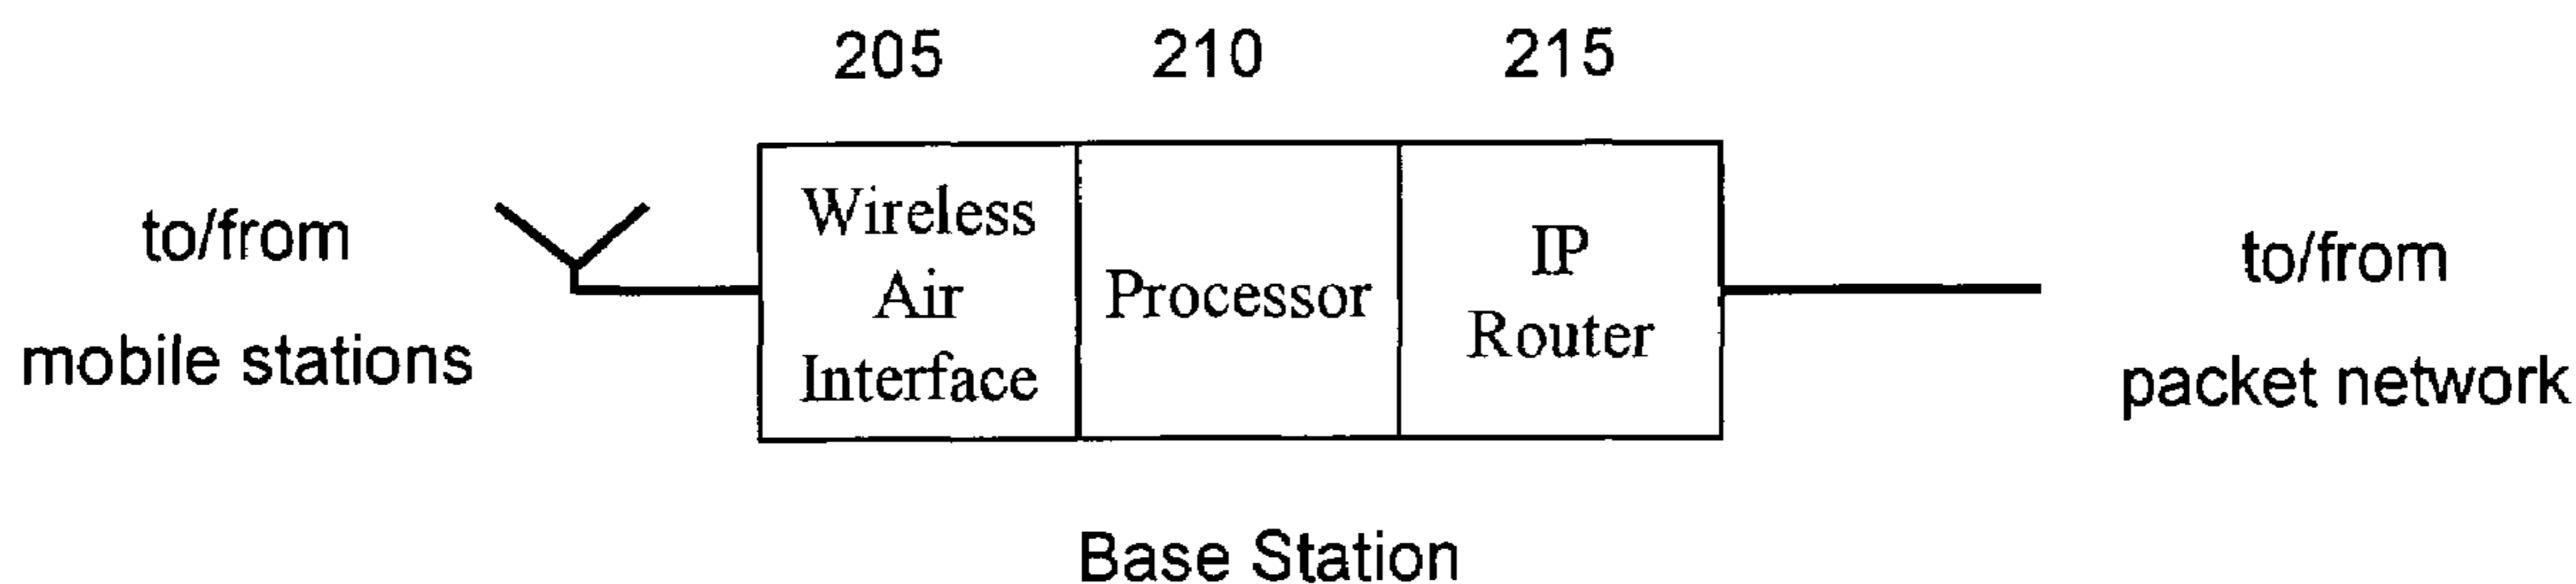 205 210 215
to/from
mobile stations
Wireless
Air
Interface
Processor
IP
Router
to/from
packet network
Base Station